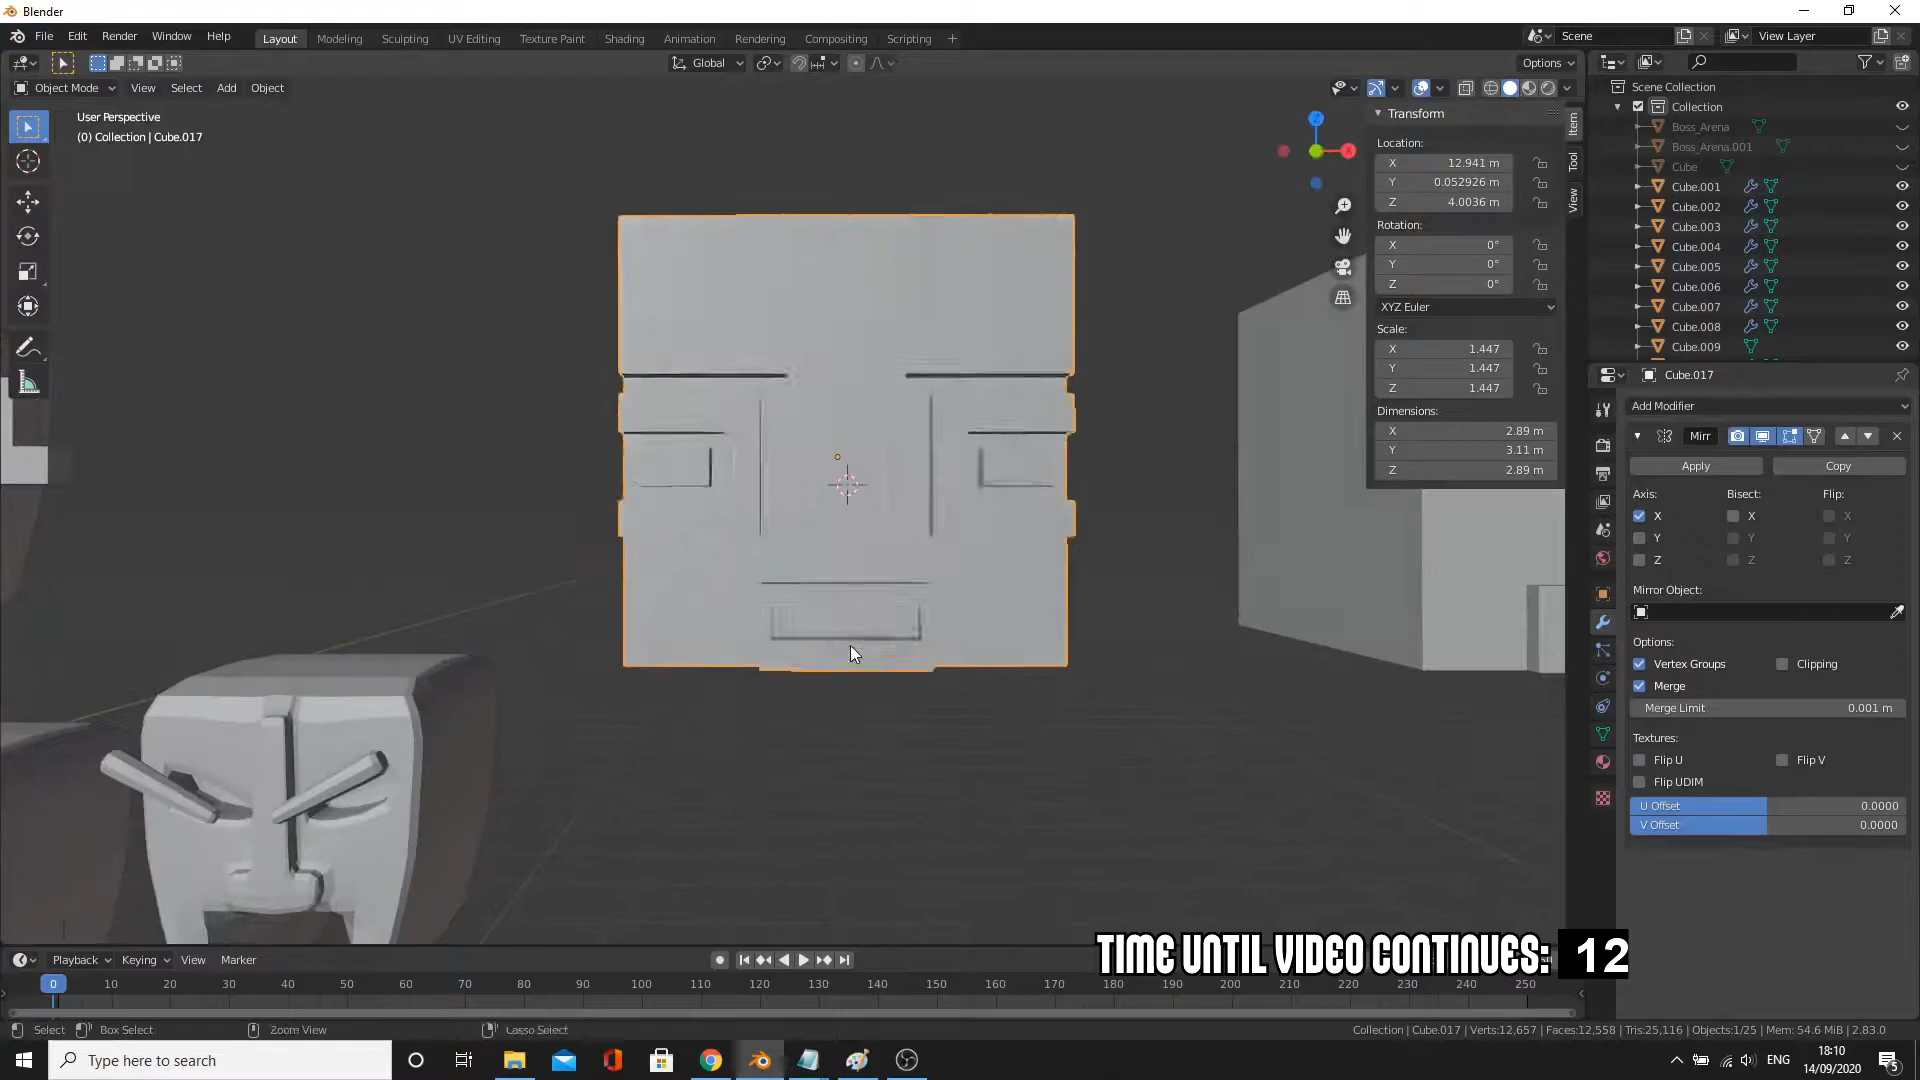 Blender
File Edit Render Window Help
Layout Modeling Sculpting UV Editing Texture Paint Shading Animation Rendering Compositing Scripting +
Scene View Layer
Global Options
Object Mode View Select Add Object
User Perspective
(0) Collection | Cube.017
Transform
Location:
X 12.941 m
Y 0.052926 m
Z 4.0036 m
Rotation:
X 0°
Y 0°
Z 0°
XYZ Euler
Scale:
X 1.447
Y 1.447
Z 1.447
Dimensions:
X 2.89 m
Y 3.11 m
Z 2.89 m
Item
Tool
View
Scene Collection
Collection
Boss_Arena
Boss_Arena.001
Cube
Cube.001
Cube.002
Cube.003
Cube.004
Cube.005
Cube.006
Cube.007
Cube.008
Cube.009
Cube.017
Add Modifier
Mirr
Apply Copy
Axis: Bisect: Flip:
X X X
Y Y Y
Z Z Z
Mirror Object:
Options:
Vertex Groups Clipping
Merge
Merge Limit 0.001 m
Textures:
Flip U Flip V
Flip UDIM
U Offset 0.0000
V Offset 0.0000
TIME UNTIL VIDEO CONTINUES: 12
Playback Keying View Marker
0 10 20 30 40 50 60 70 80 90 100 110 120 130 140 150 160 170 180 190 200 210 220 230 240 250
Select Box Select Zoom View Lasso Select
Collection | Cube.017 | Verts:12,657 | Faces:12,558 | Tris:25,116 | Objects:1/25 | Mem: 54.6 MiB | 2.83.0
Type here to search
ENG
18:10
14/09/2020
5